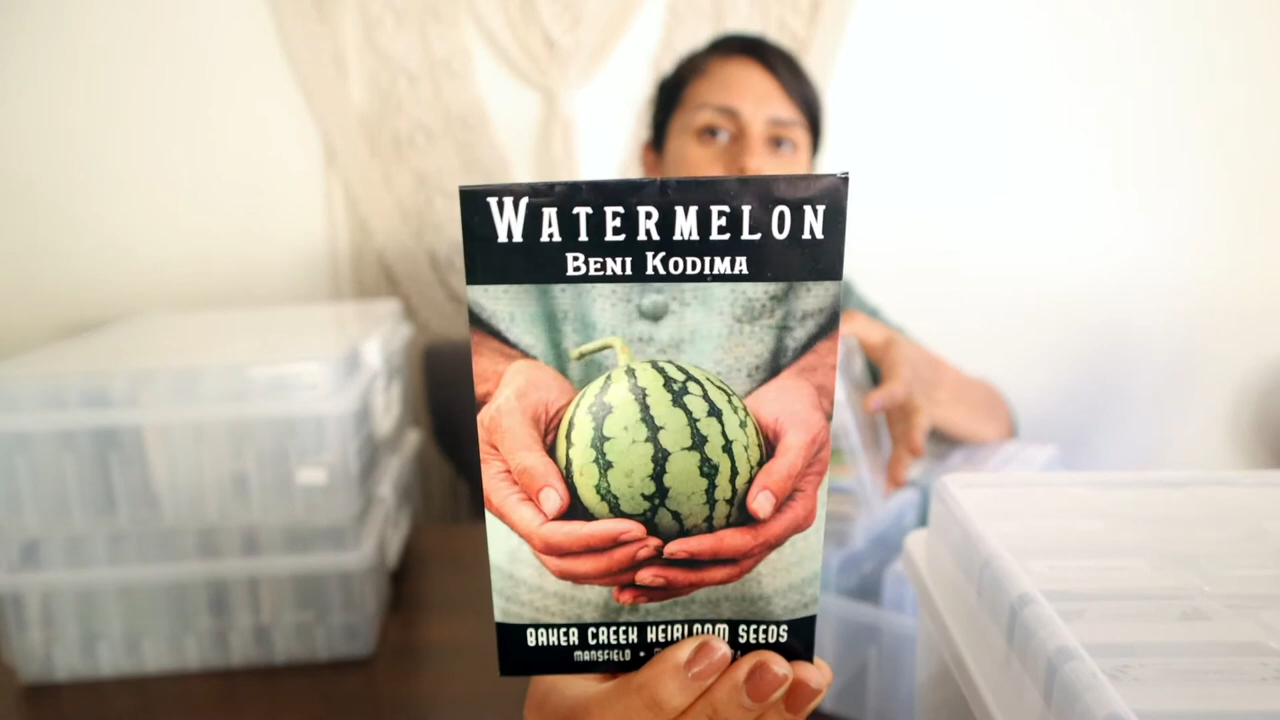 WATERMELON
BENI KODIMA
BAKER CREEK HEIRLOOM SEEDS
MANSFIELD •